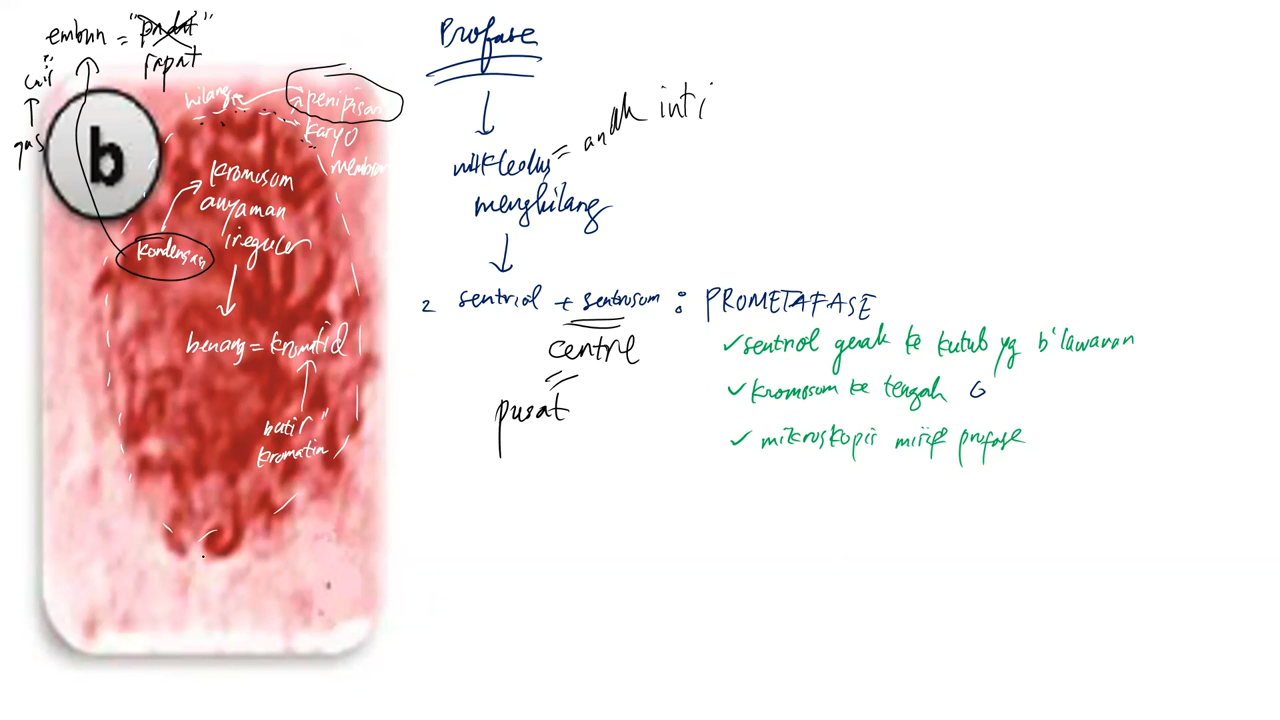 embun = "padat"
rapat
cair
gas
b
hilang
penipisan
karyo
membran
kromosom
anyaman
ireguler
kondensasi
benang = kromatid
butir"
kromatin
Profase
nukleolus = anak inti
menghilang
2 sentriol + sentrosom : PROMETAFASE
centre
=
pusat
✓ sentriol gerak ke kutub yg b'lawanan
✓ kromosom ke tengah
✓ mikroskopis mirip profase